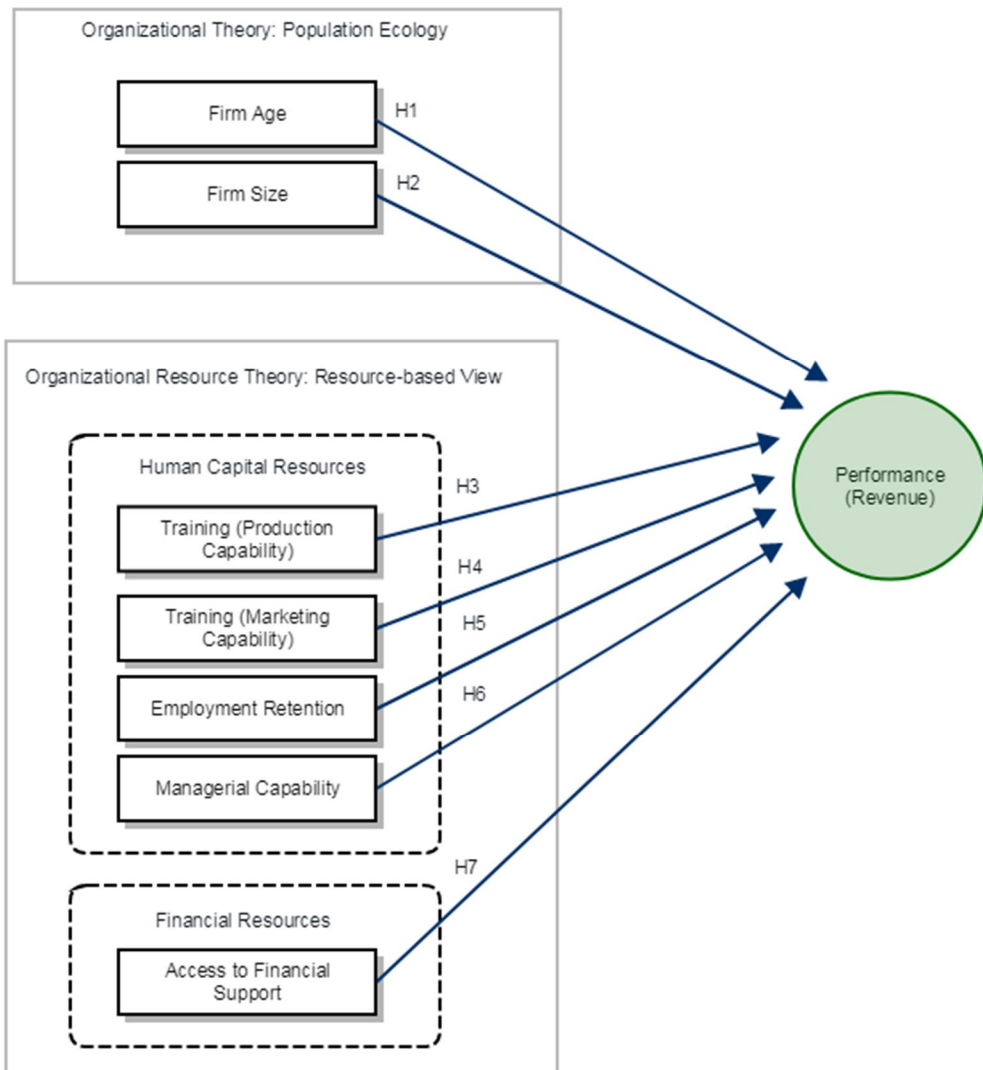 Organizational Theory: Population Ecology
Firm Age
H1
Firm Size
H2
Organizational Resource Theory: Resource-based View
Human Capital Resources
H3
Training (Production
Capability)
H4
Training (Marketing
Capability)
H5
Employment Retention
H6
Managerial Capability
H7
Financial Resources
Access to Financial
Support
Performance
(Revenue)